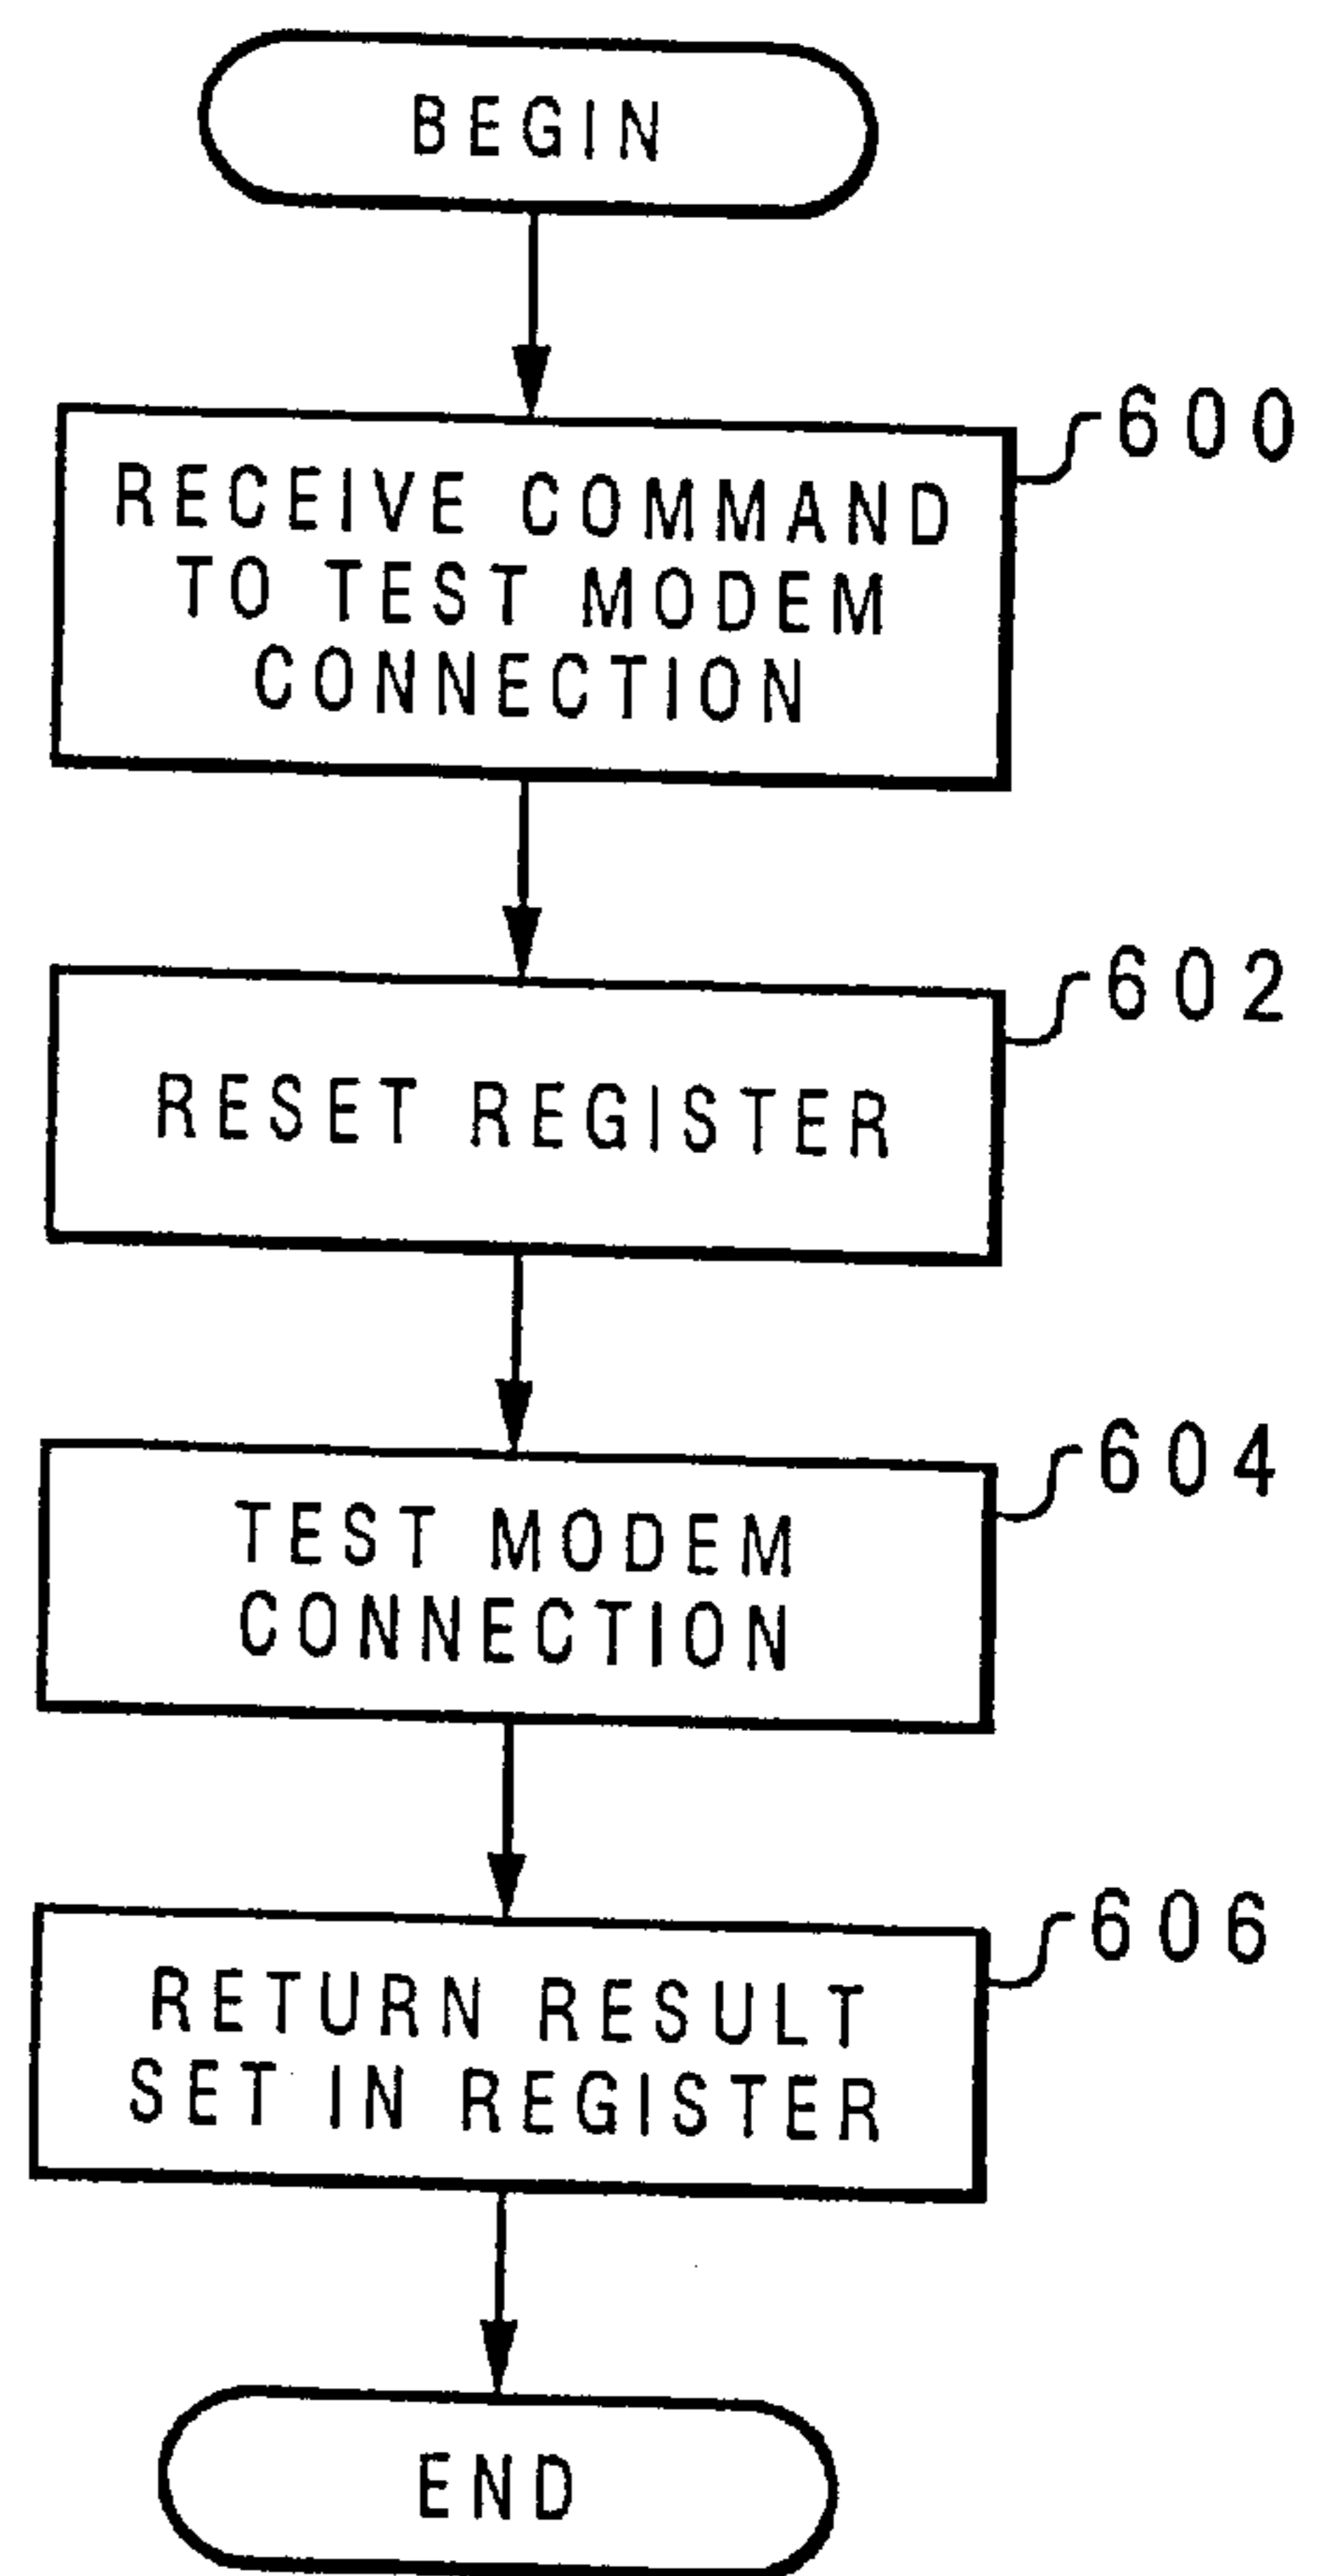 BEGIN
600
RECEIVE COMMAND
TO TEST MODEM
CONNECTION
602
RESET REGISTER
604
TEST MODEM
CONNECTION
606
RETURN RESULT
SET IN REGISTER
END